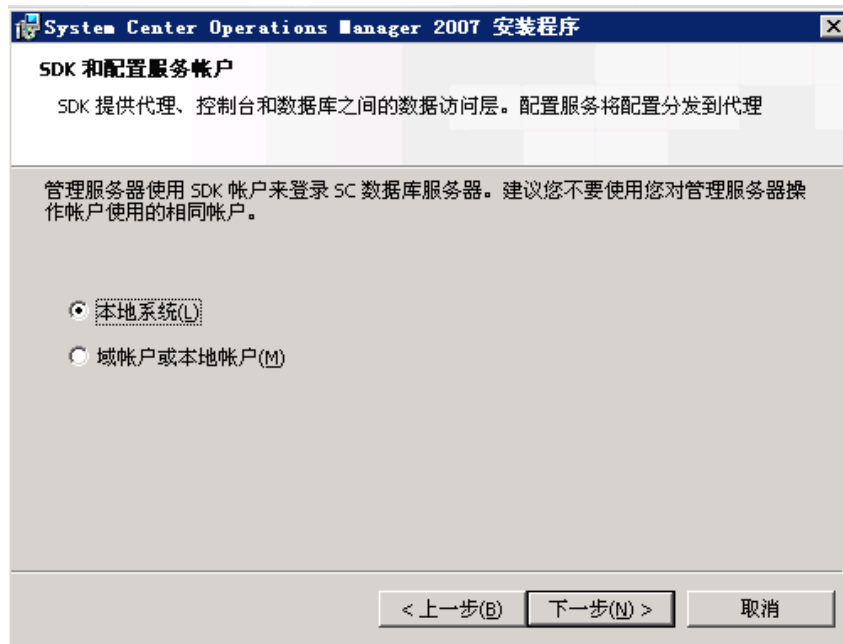 System Center Operations Manager 2007 安装程序
SDK 和配置服务帐户
SDK 提供代理、控制台和数据库之间的数据访问层。配置服务将配置分发到代理
管理服务器使用 SDK 帐户来登录 SC 数据库服务器。建议您不要使用您对管理服务器操
作帐户使用的相同帐户。
本地系统(L)
域帐户或本地帐户(M)
< 上一步(B) 下一步(N) > 取消